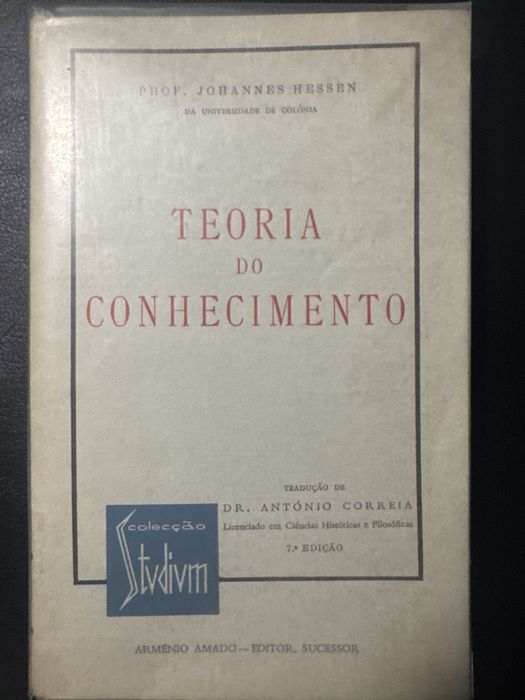 PROF. JOHANNES HESSEN
DA UNIVERSIDADE DE COLÓNIA
TEORIA
DO
CONHECIMENTO
TRADUÇÃO DE
DR. ANTÓNIO CORREIA
Licenciado em Ciências Históricas e Filosóficas
7.ª EDIÇÃO
colecção
Stvdivm
ARMÉNIO AMADO — EDITOR, SUCESSOR